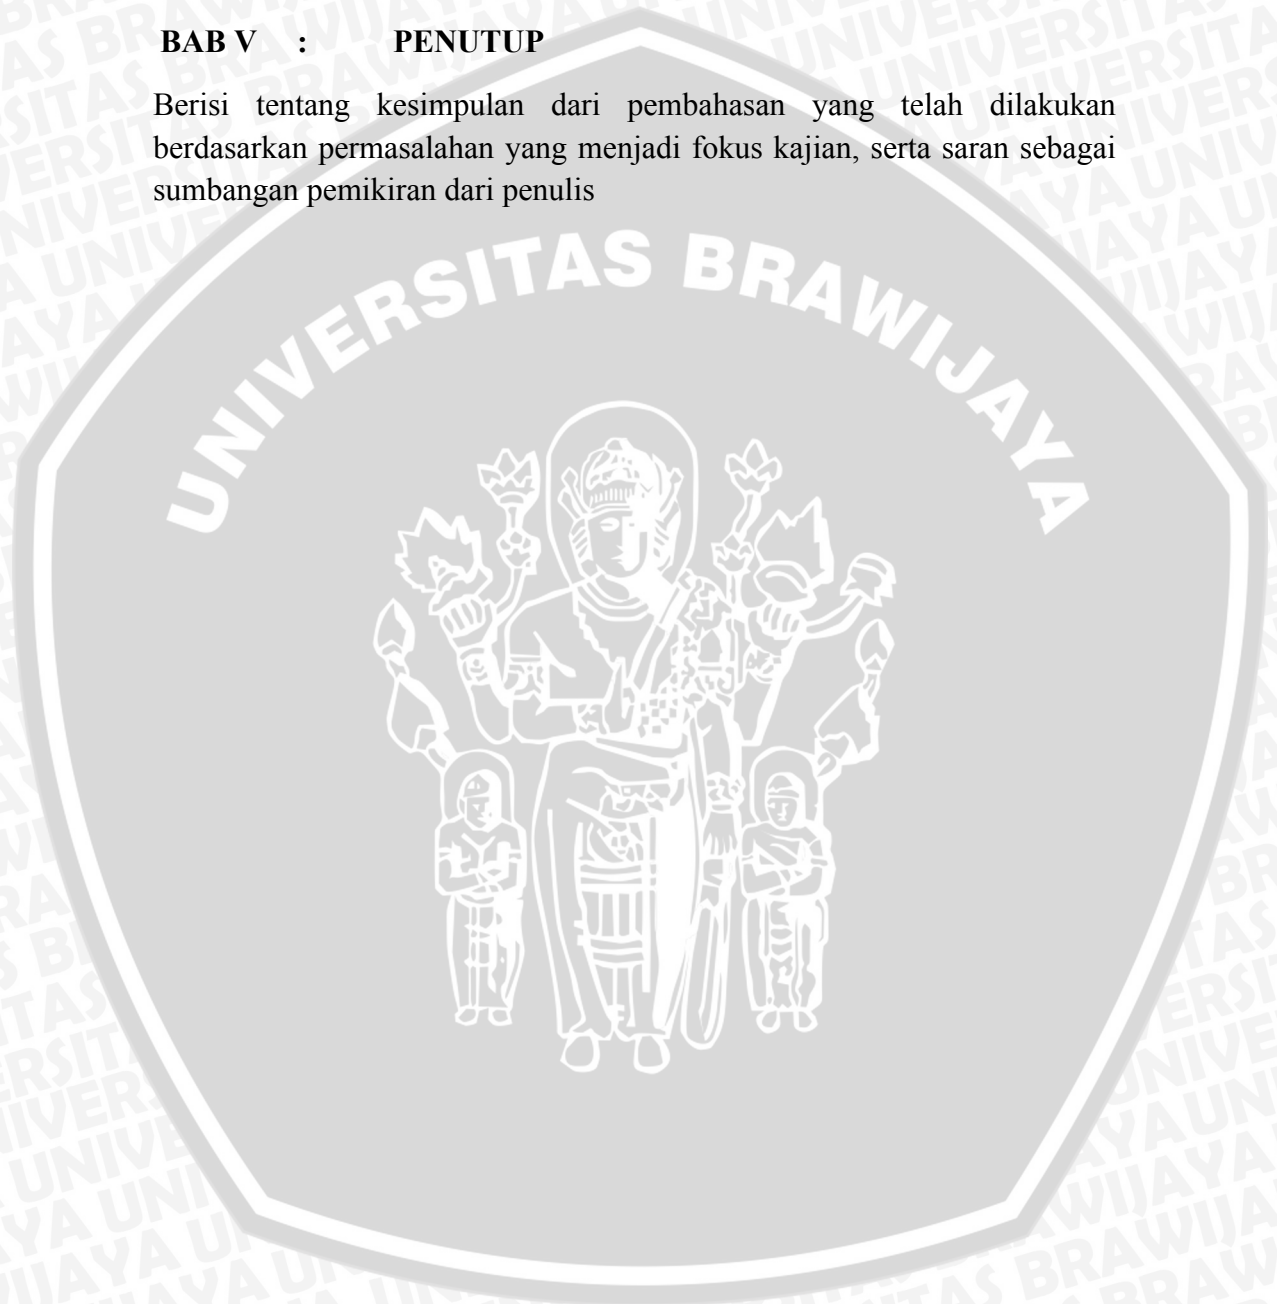 BAB V : PENUTUP
Berisi tentang kesimpulan dari pembahasan yang telah dilakukan
berdasarkan permasalahan yang menjadi fokus kajian, serta saran sebagai
sumbangan pemikiran dari penulis
UNIVERSITAS BRAWIJAYA